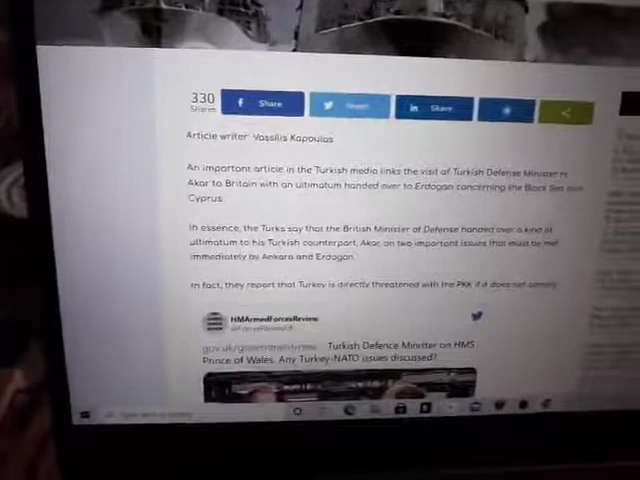 330
Shares
Share
Tweet
Share
Article writer: Vassilis Kapoulas
An important article in the Turkish media links the visit of Turkish Defense Minister
Akar to Britain with an ultimatum handed over to Erdogan concerning the Black Sea and
Cyprus.
In essence, the Turks say that the British Minister of Defense handed over a kind of
ultimatum to his Turkish counterpart, Akar, on two important issues that must be met
immediately by Ankara and Erdogan.
In fact, they report that Turkey is directly threatened with the PKK if it does not comply
HMArmedForcesReview
gov.uk/government/news Turkish Defence Minister on HMS
Prince of Wales. Any Turkey-NATO issues discussed?